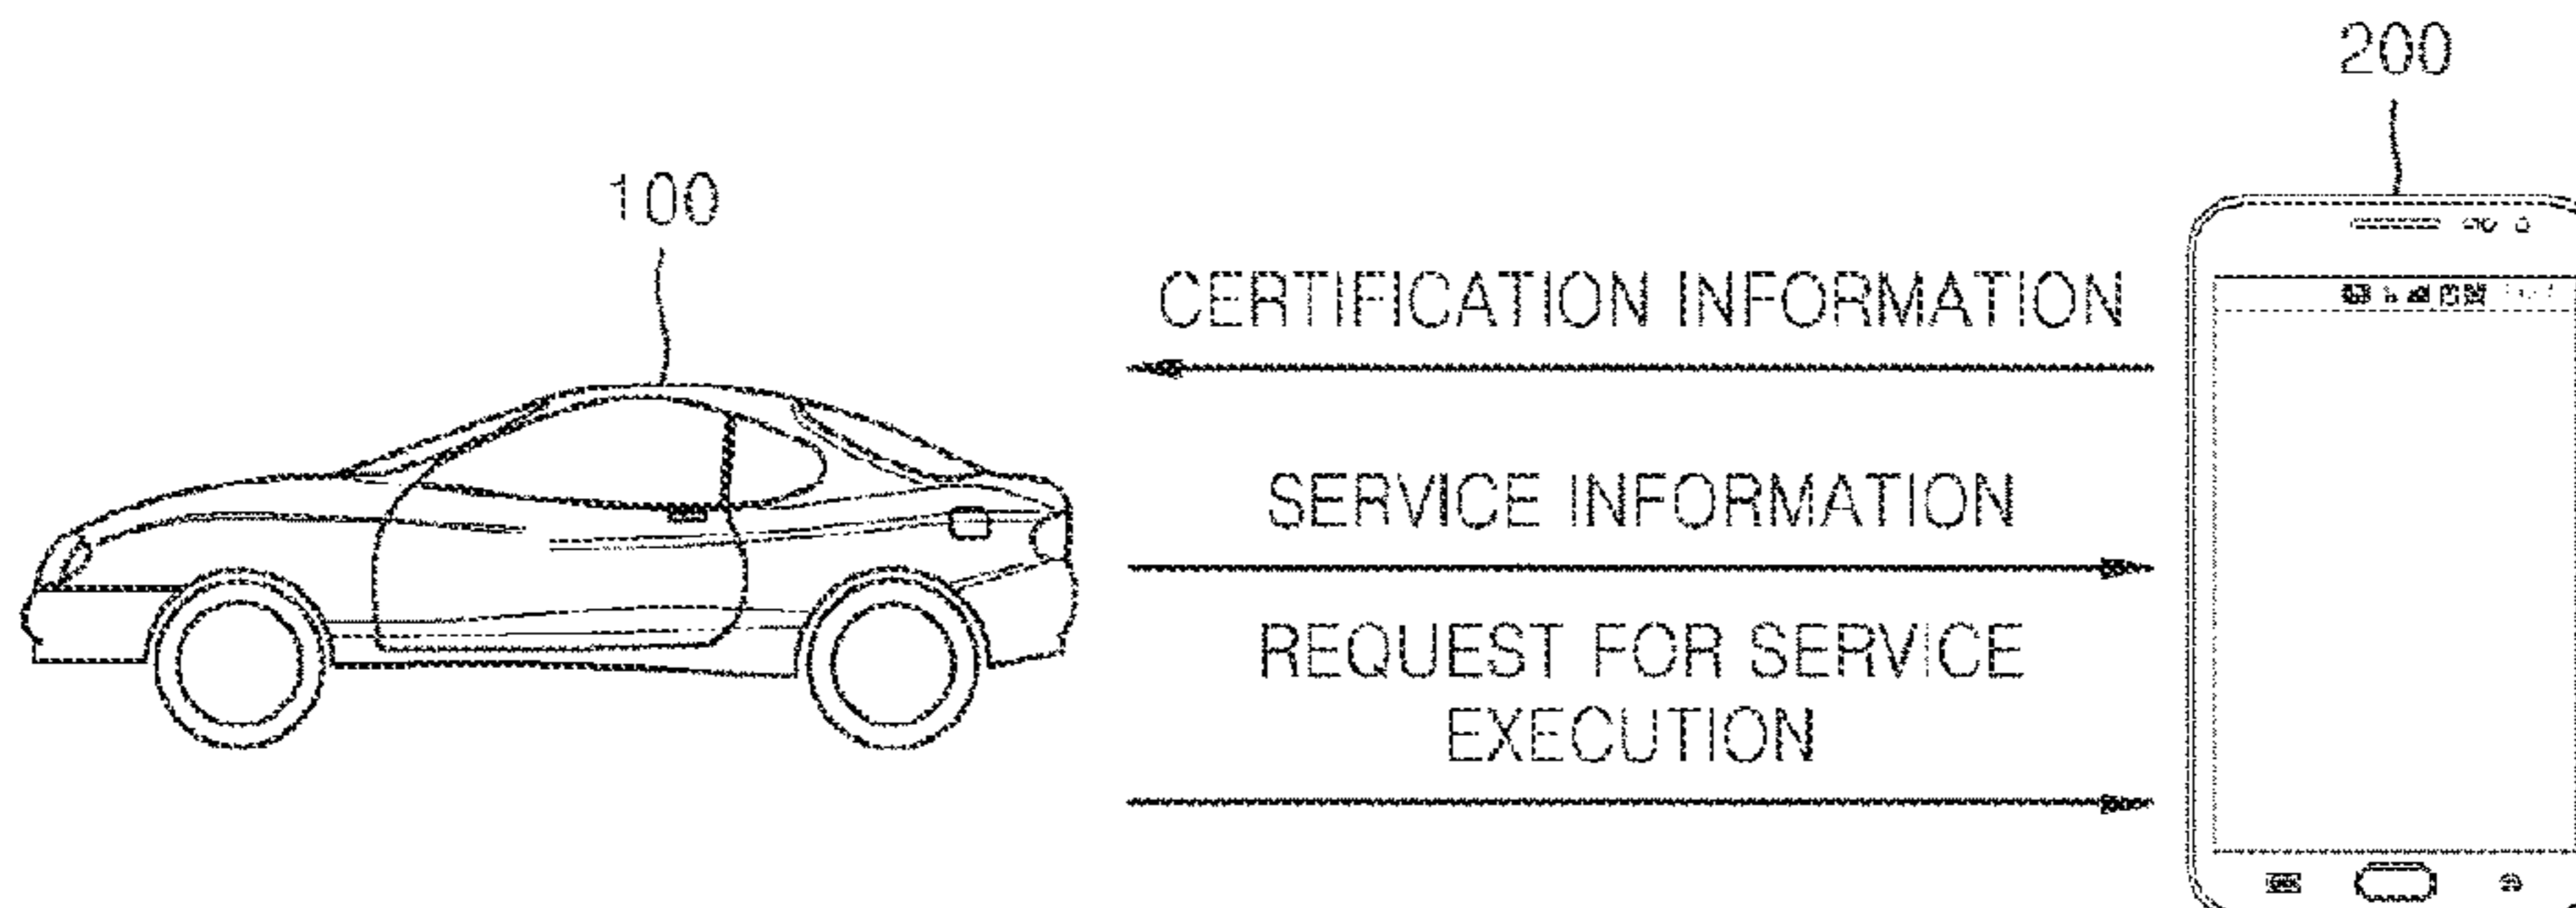 200
100
CERTIFICATION INFORMATION
SERVICE INFORMATION
REQUEST FOR SERVICE
EXECUTION